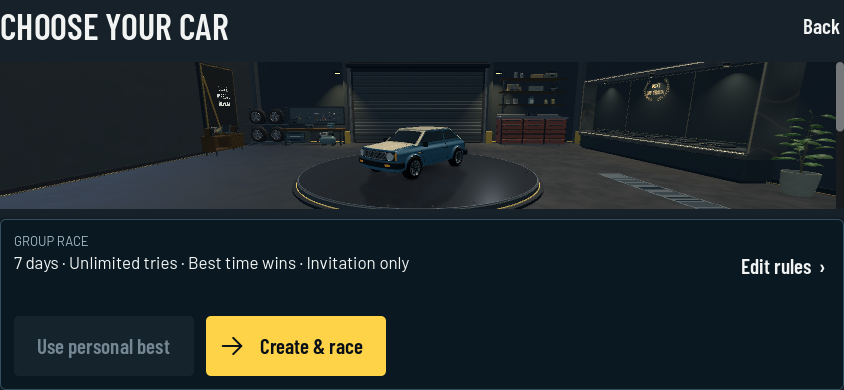 CHOOSE YOUR CAR
Back
GROUP RACE
7 days · Unlimited tries · Best time wins · Invitation only
Edit rules ›
Use personal best
Create & race